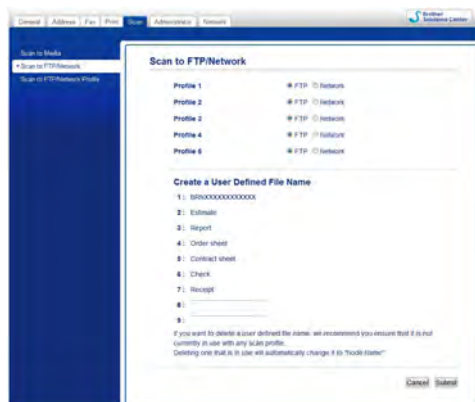 General Address Fax Print Scan Administrator Network
Brother
Solutions Center
Scan to Media
Scan to FTP/Network
Scan to FTP/Network Profile
Scan to FTP/Network
Profile 1 FTP Network
Profile 2 FTP Network
Profile 3 FTP Network
Profile 4 FTP Network
Profile 5 FTP Network
Create a User Defined File Name
1 : BRNXXXXXXXXXXXX
2 : Estimate
3 : Report
4 : Order sheet
5 : Contract sheet
6 : Check
7 : Receipt
8 :
9 :
If you want to delete a user defined file name, we recommend you ensure that it is not
currently in use with any scan profile.
Deleting one that is in use will automatically change it to "Node name"
Cancel Submit